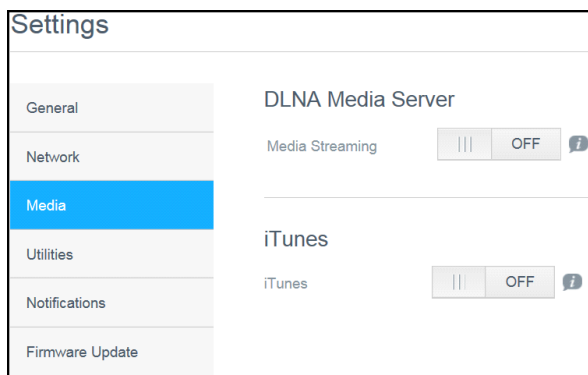 Settings
General
Network
Media
Utilities
Notifications
Firmware Update
DLNA Media Server
Media Streaming OFF
iTunes
iTunes OFF